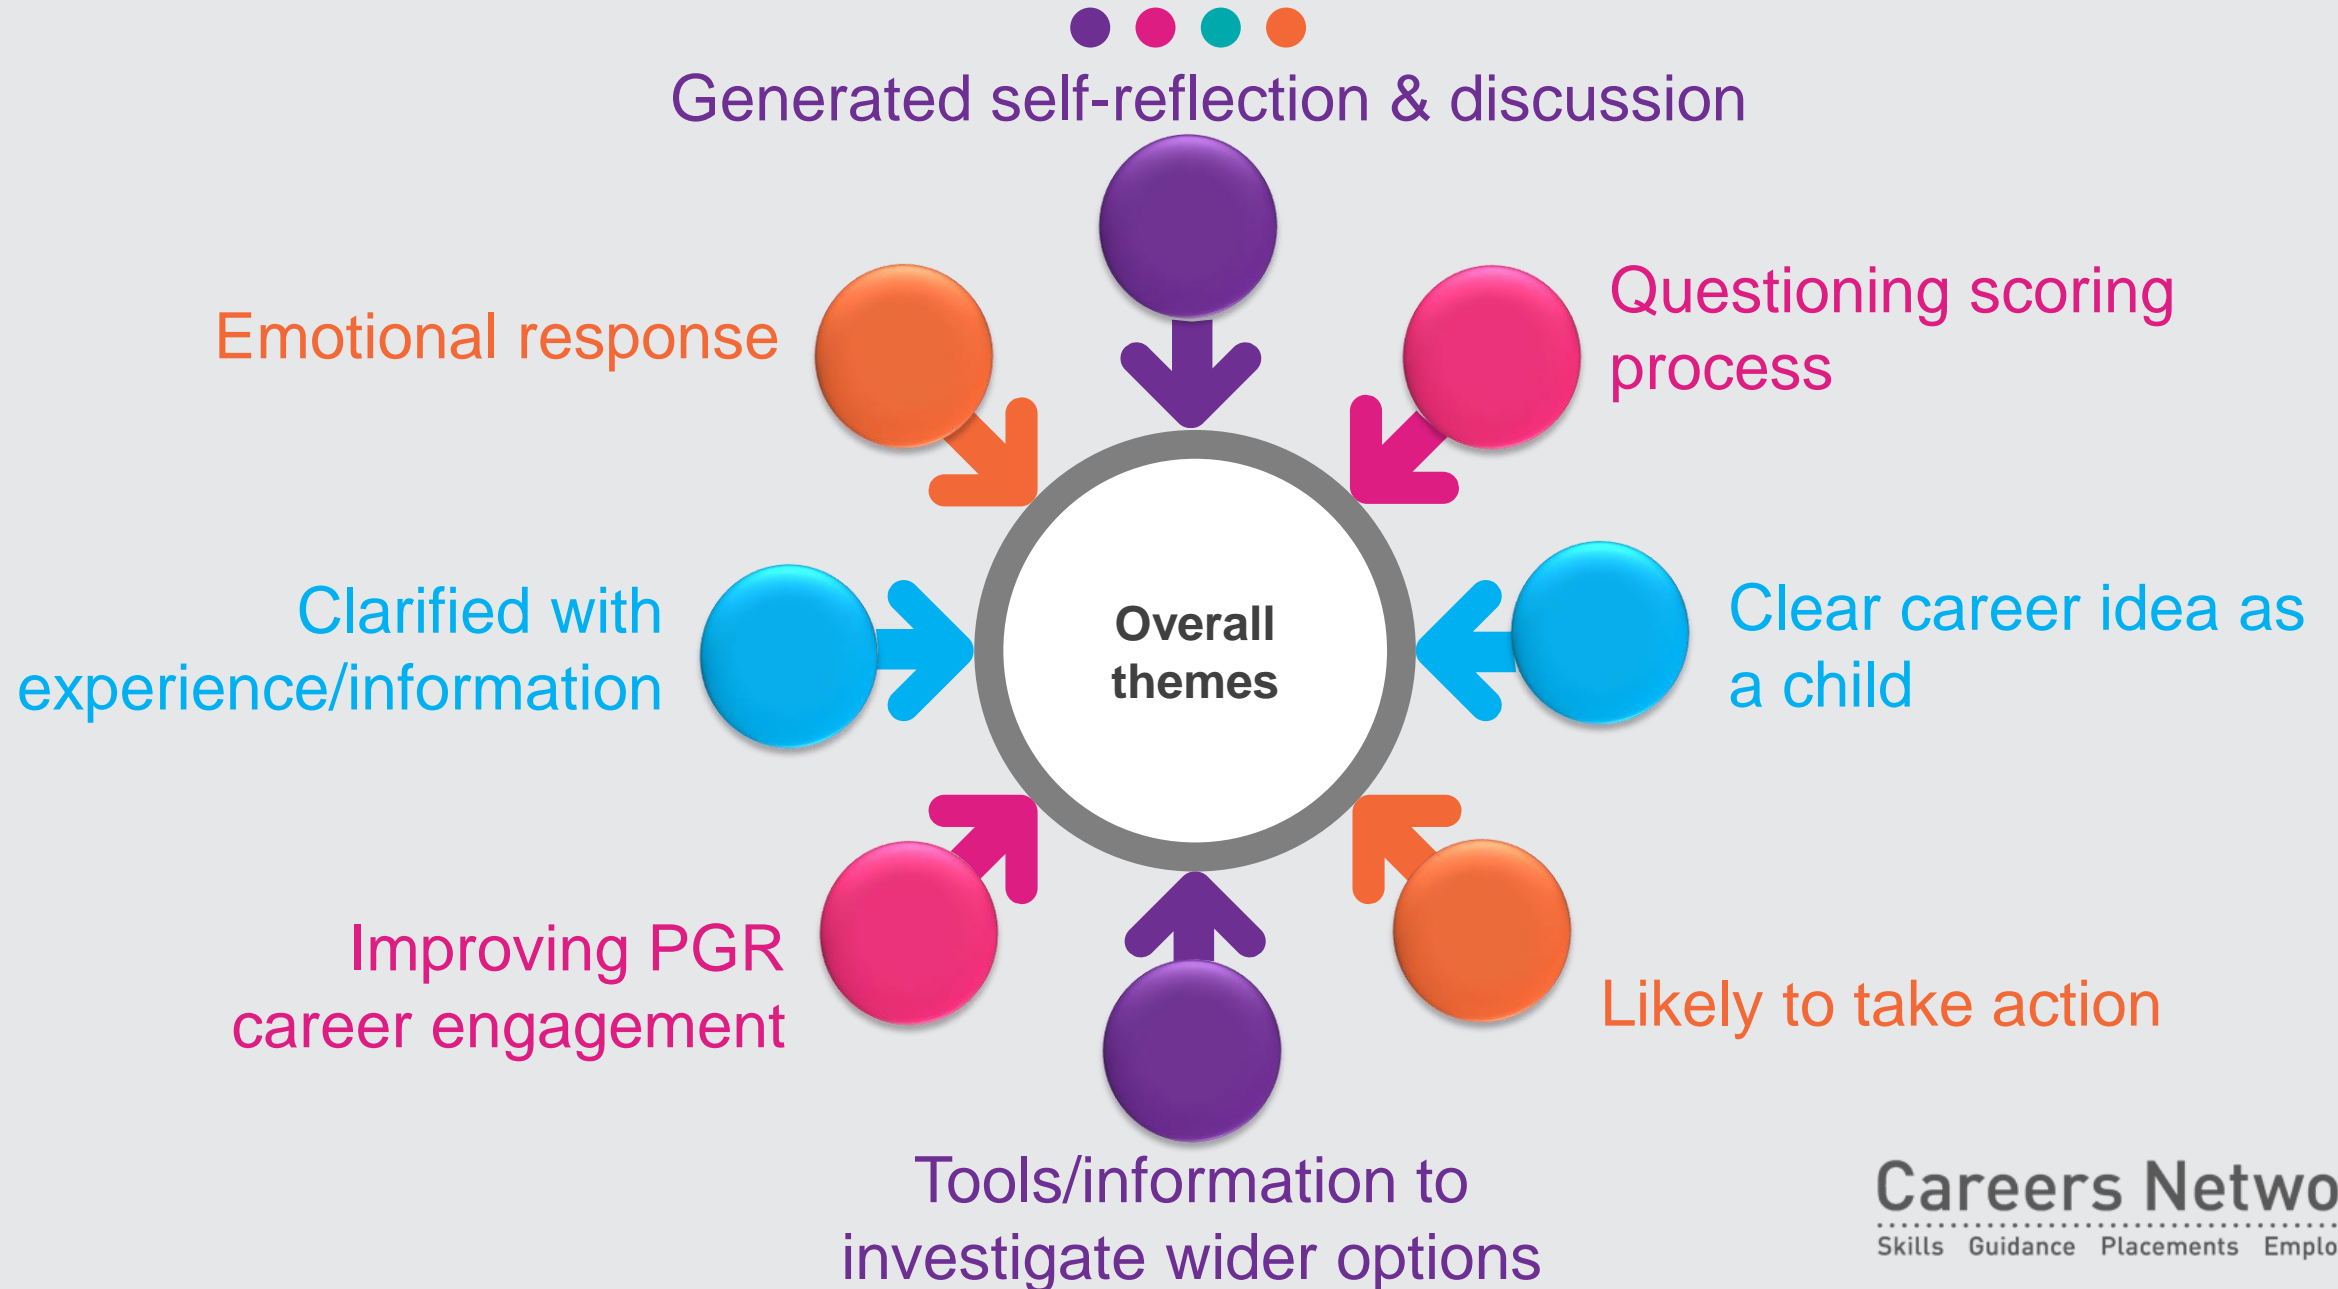 Generated self-reflection & discussion
Emotional response
Questioning scoring
process
Clarified with
experience/information
Overall
themes
Clear career idea as
a child
Improving PGR
career engagement
Likely to take action
Tools/information to
investigate wider options
Careers Netwo
Skills Guidance Placements Emplo